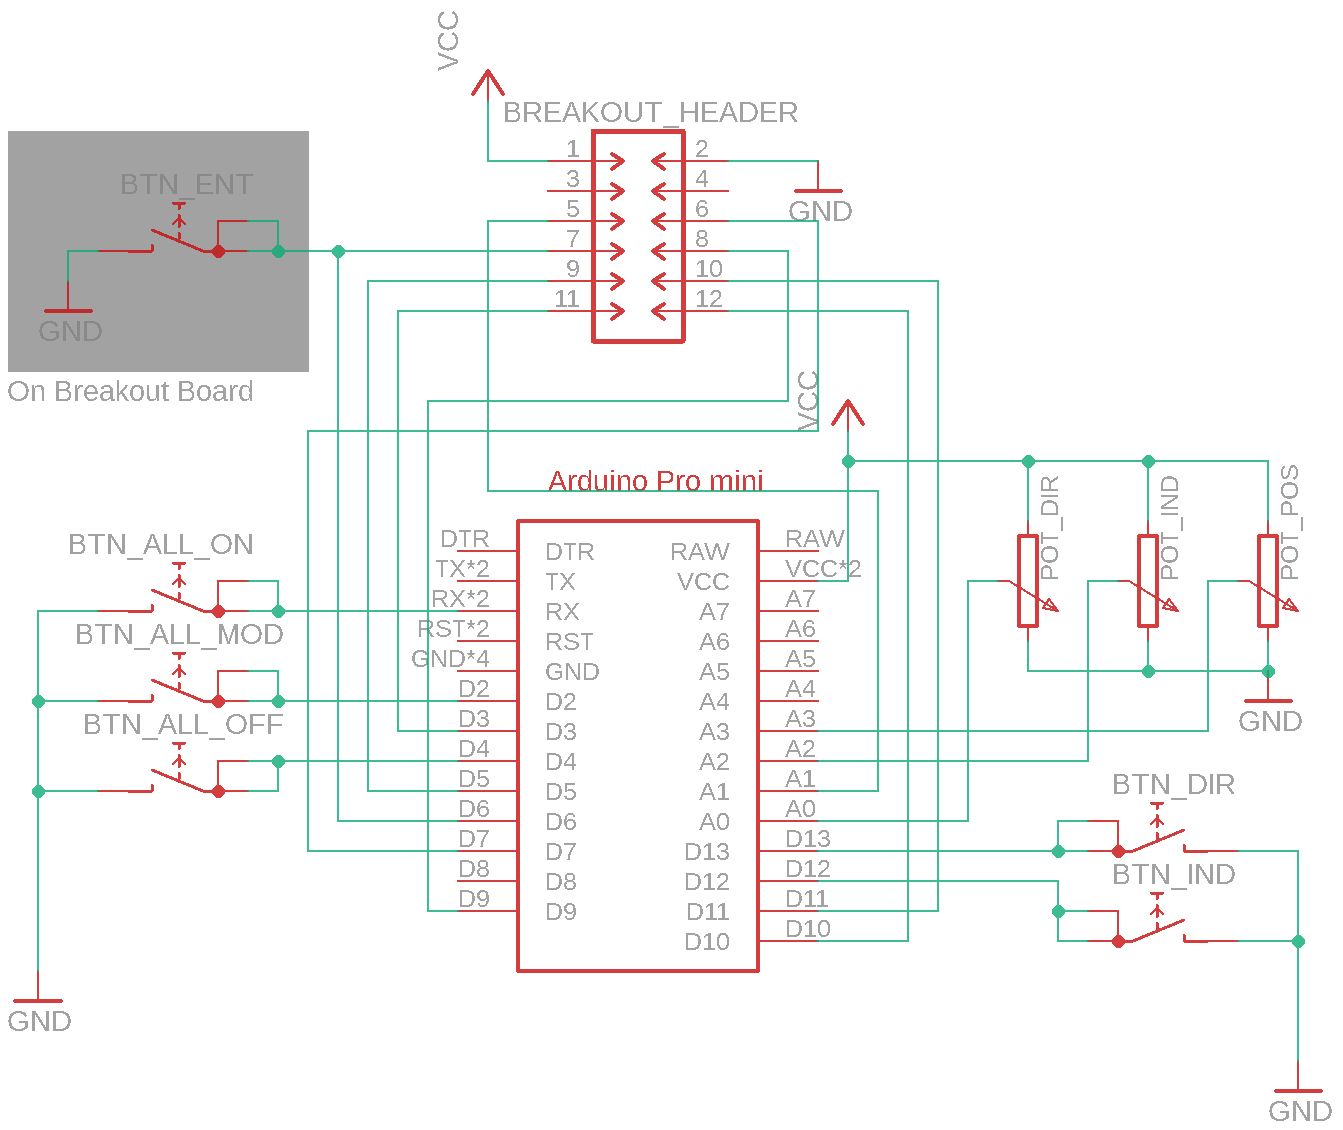 VCC
BREAKOUT_HEADER
1 2
3 4
5 6
7 8
9 10
11 12
GND
BTN_ENT
GND
On Breakout Board
VCC
Arduino Pro mini
DTR DTR RAW RAW
TX*2 TX VCC VCC*2
RX*2 RX A7 A7
RST*2 RST A6 A6
GND*4 GND A5 A5
D2 D2 A4 A4
D3 D3 A3 A3
D4 D4 A2 A2
D5 D5 A1 A1
D6 D6 A0 A0
D7 D7 D13 D13
D8 D8 D12 D12
D9 D9 D11 D11
D10 D10
BTN_ALL_ON
BTN_ALL_MOD
BTN_ALL_OFF
GND
POT_DIR
POT_IND
POT_POS
GND
BTN_DIR
BTN_IND
GND